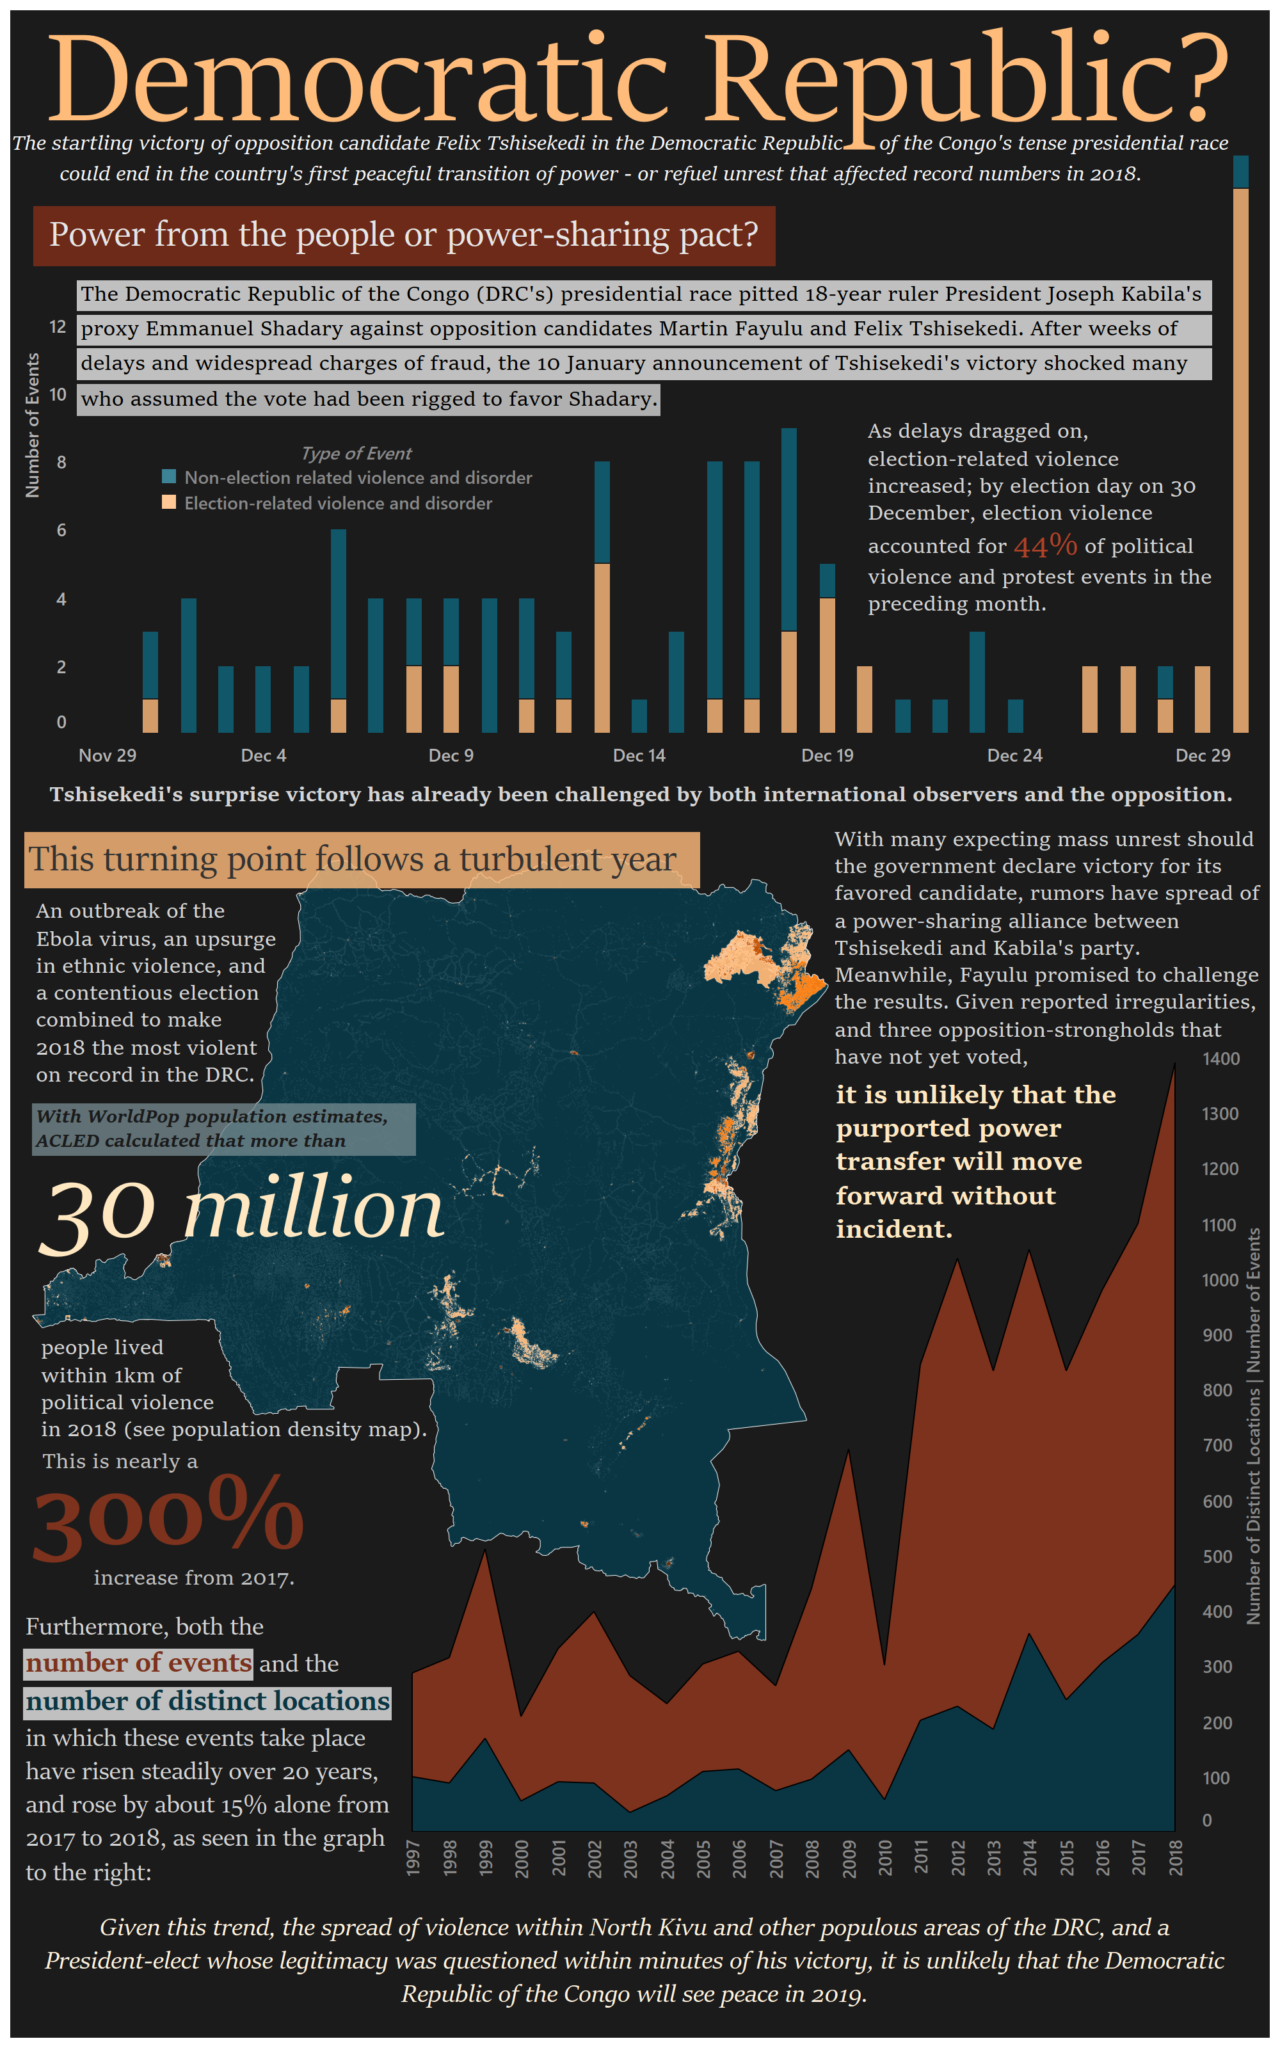 Democratic Republic?
The startling victory of opposition candidate Felix Tshisekedi in the Democratic Republic of the Congo's tense presidential race
could end in the country's first peaceful transition of power - or refuel unrest that affected record numbers in 2018.
Power from the people or power-sharing pact?
The Democratic Republic of the Congo (DRC's) presidential race pitted 18-year ruler President Joseph Kabila's
proxy Emmanuel Shadary against opposition candidates Martin Fayulu and Felix Tshisekedi. After weeks of
delays and widespread charges of fraud, the 10 January announcement of Tshisekedi's victory shocked many
who assumed the vote had been rigged to favor Shadary.
Number of Events
12
10
8
6
4
2
0
Type of Event
Non-election related violence and disorder
Election-related violence and disorder
As delays dragged on,
election-related violence
increased; by election day on 30
December, election violence
accounted for 44% of political
violence and protest events in the
preceding month.
Nov 29
Dec 4
Dec 9
Dec 14
Dec 19
Dec 24
Dec 29
Tshisekedi's surprise victory has already been challenged by both international observers and the opposition.
This turning point follows a turbulent year
An outbreak of the
Ebola virus, an upsurge
in ethnic violence, and
a contentious election
combined to make
2018 the most violent
on record in the DRC.
With WorldPop population estimates,
ACLED calculated that more than
30 million
people lived
within 1km of
political violence
in 2018 (see population density map).
This is nearly a
300%
increase from 2017.
With many expecting mass unrest should
the government declare victory for its
favored candidate, rumors have spread of
a power-sharing alliance between
Tshisekedi and Kabila's party.
Meanwhile, Fayulu promised to challenge
the results. Given reported irregularities,
and three opposition-strongholds that
have not yet voted,
it is unlikely that the
purported power
transfer will move
forward without
incident.
Furthermore, both the
number of events and the
number of distinct locations
in which these events take place
have risen steadily over 20 years,
and rose by about 15% alone from
2017 to 2018, as seen in the graph
to the right:
1400
1300
1200
1100
1000
900
800
700
600
500
400
300
200
100
0
Number of Distinct Locations | Number of Events
1997
1998
1999
2000
2001
2002
2003
2004
2005
2006
2007
2008
2009
2010
2011
2012
2013
2014
2015
2016
2017
2018
Given this trend, the spread of violence within North Kivu and other populous areas of the DRC, and a
President-elect whose legitimacy was questioned within minutes of his victory, it is unlikely that the Democratic
Republic of the Congo will see peace in 2019.